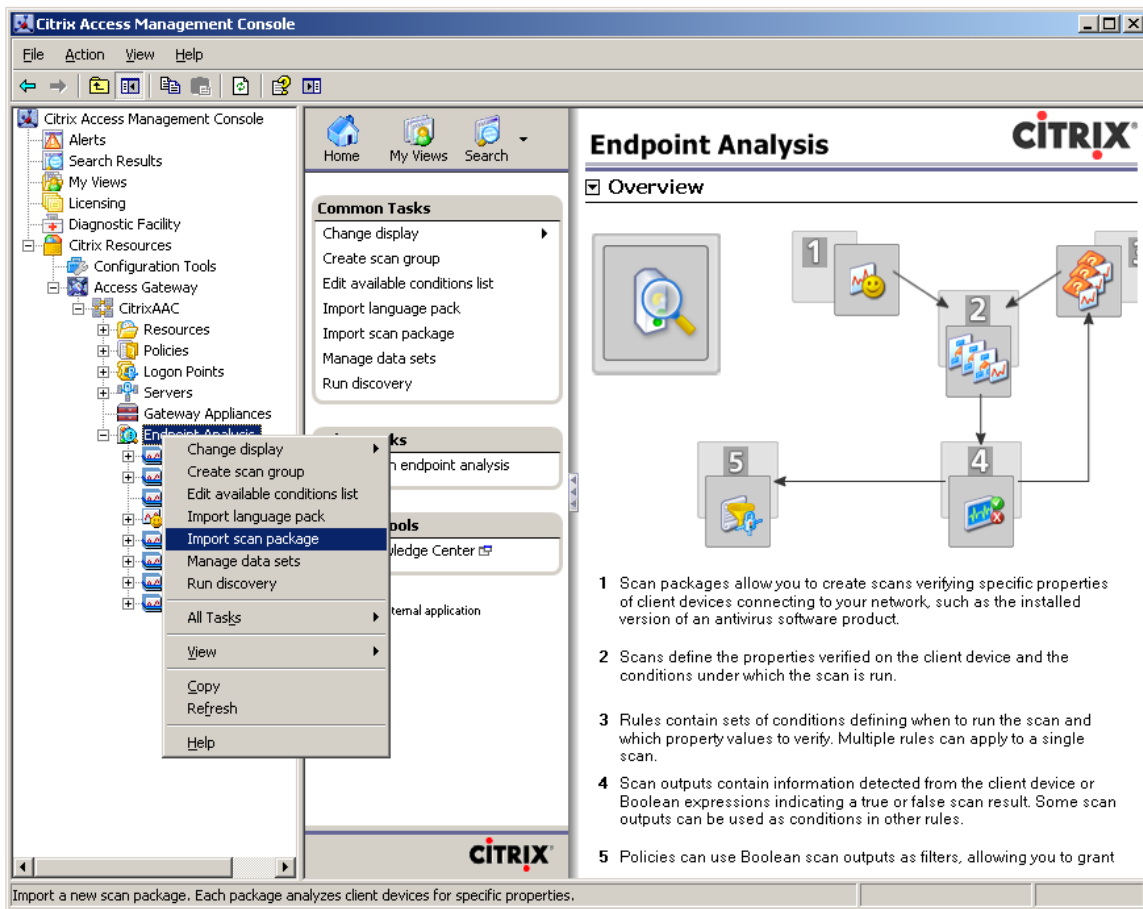 Citrix Access Management Console
File Action View Help
Citrix Access Management Console
Alerts
Search Results
My Views
Licensing
Diagnostic Facility
Citrix Resources
Configuration Tools
Access Gateway
CitrixAAC
Resources
Policies
Logon Points
Servers
Gateway Appliances
Endpoint Analysis
Change display
Create scan group
Edit available conditions list
Import language pack
Import scan package
Manage data sets
Run discovery
All Tasks
View
Copy
Refresh
Help
Home My Views Search
Common Tasks
Change display
Create scan group
Edit available conditions list
Import language pack
Import scan package
Manage data sets
Run discovery
ks
n endpoint analysis
ools
ledge Center
ternal application
CITRIX
Endpoint Analysis
CITRIX
Overview
1
2
3
4
5
1 Scan packages allow you to create scans verifying specific properties
of client devices connecting to your network, such as the installed
version of an antivirus software product.
2 Scans define the properties verified on the client device and the
conditions under which the scan is run.
3 Rules contain sets of conditions defining when to run the scan and
which property values to verify. Multiple rules can apply to a single
scan.
4 Scan outputs contain information detected from the client device or
Boolean expressions indicating a true or false scan result. Some scan
outputs can be used as conditions in other rules.
5 Policies can use Boolean scan outputs as filters, allowing you to grant
Import a new scan package. Each package analyzes client devices for specific properties.